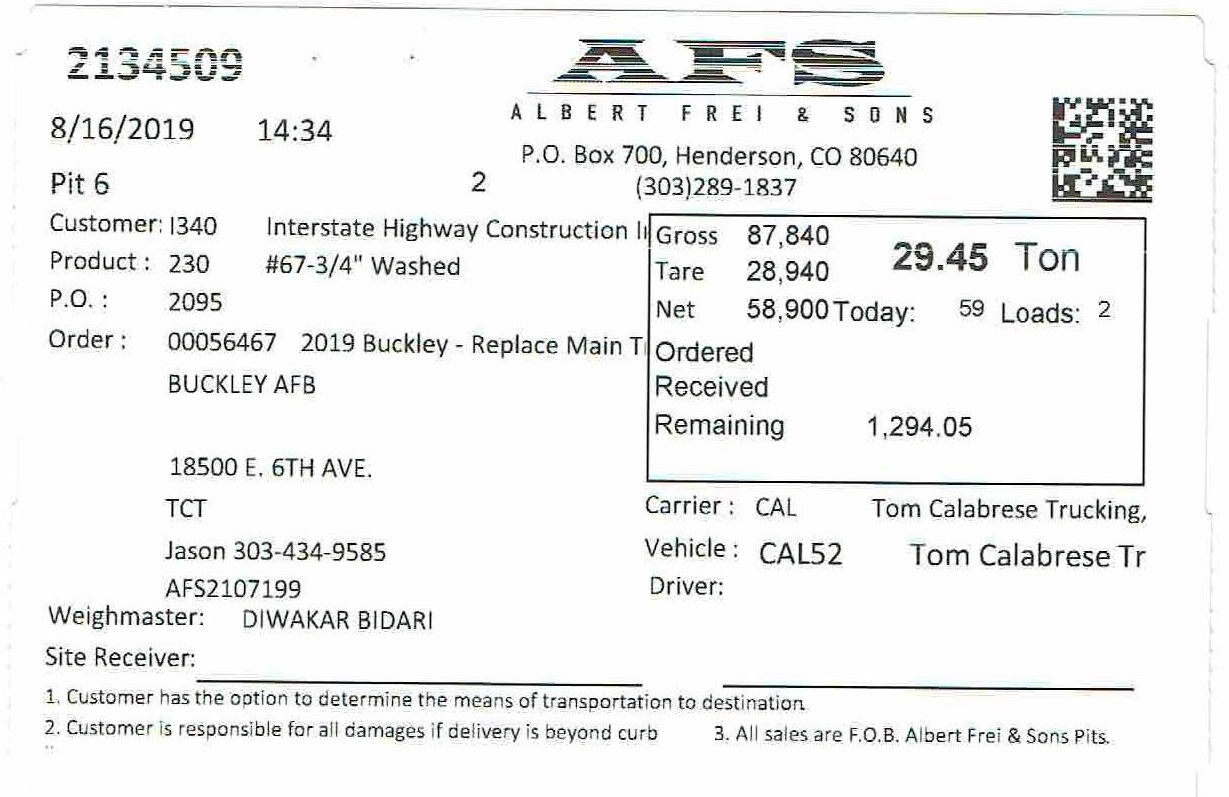 2134509
AFS
ALBERT FREI & SONS
8/16/2019 14:34
P.O. Box 700, Henderson, CO 80640
Pit 6 2 (303)289-1837
Customer: I340 Interstate Highway Construction I
Product : 230 #67-3/4" Washed
P.O. : 2095
Order : 00056467 2019 Buckley - Replace Main T
BUCKLEY AFB
18500 E. 6TH AVE.
TCT
Jason 303-434-9585
AFS2107199
Weighmaster: DIWAKAR BIDARI
Site Receiver:
Gross 87,840 29.45 Ton
Tare 28,940
Net 58,900 Today: 59 Loads: 2
Ordered
Received
Remaining 1,294.05
Carrier : CAL Tom Calabrese Trucking,
Vehicle : CAL52 Tom Calabrese Tr
Driver:
1. Customer has the option to determine the means of transportation to destination
2. Customer is responsible for all damages if delivery is beyond curb 3. All sales are F.O.B. Albert Frei & Sons Pits.